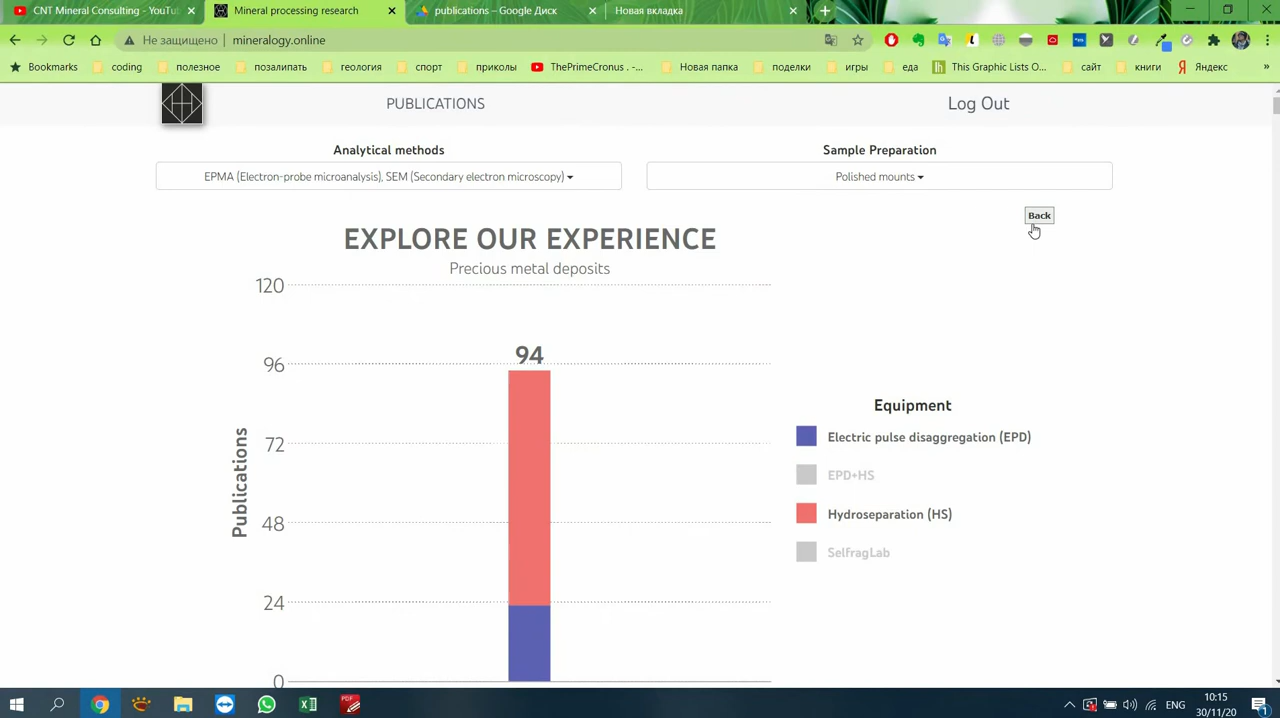 CNT Mineral Consulting - YouTu
Mineral processing research
publications – Google Диск
Новая вкладка
Не защищено
mineralogy.online
Bookmarks
coding
полезное
позалипать
геология
спорт
приколы
ThePrimeCronus . -...
Новая папка
поделки
игры
еда
This Graphic Lists O...
сайт
книги
Яндекс
»
PUBLICATIONS
Log Out
Analytical methods
Sample Preparation
EPMA (Electron-probe microanalysis), SEM (Secondary electron microscopy)
Polished mounts
Back
EXPLORE OUR EXPERIENCE
Precious metal deposits
120
96
94
72
48
24
0
Publications
Equipment
Electric pulse disaggregation (EPD)
EPD+HS
Hydroseparation (HS)
SelfragLab
ENG
10:15
30/11/20
1